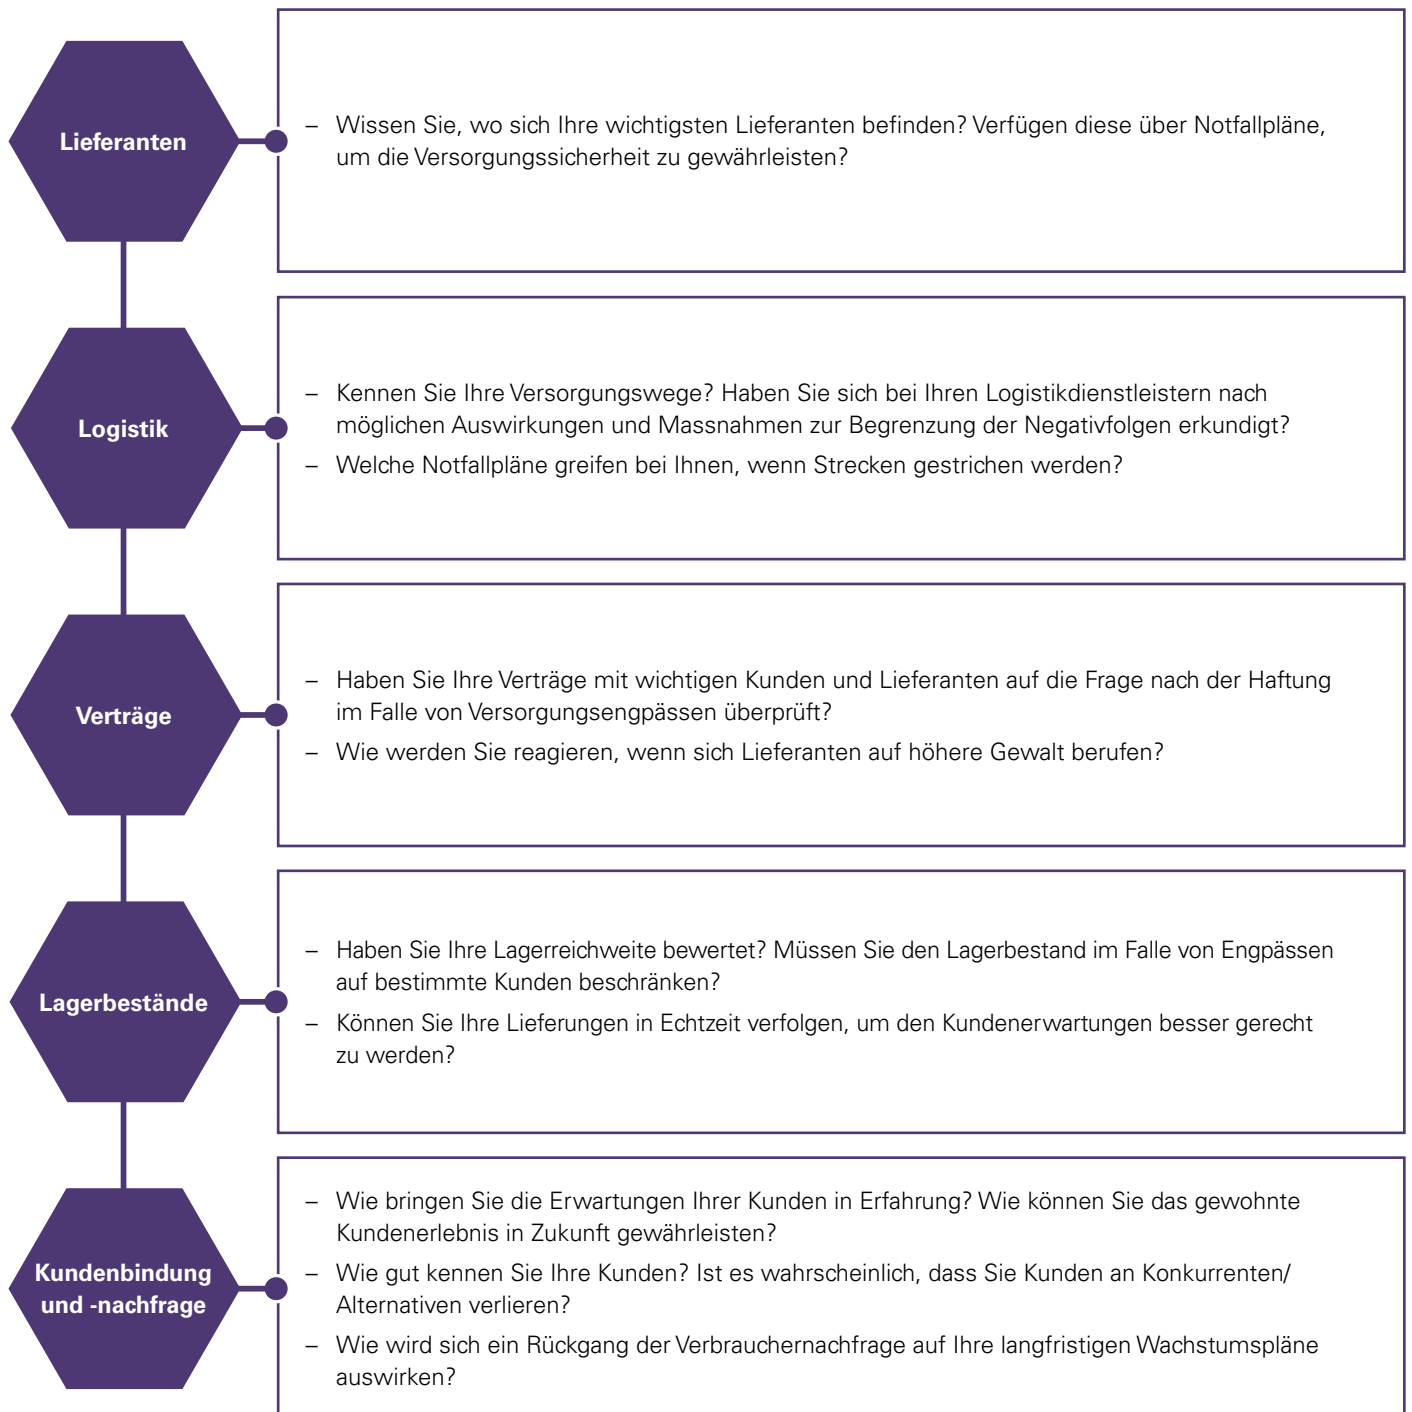 Lieferanten
– Wissen Sie, wo sich Ihre wichtigsten Lieferanten befinden? Verfügen diese über Notfallpläne,
um die Versorgungssicherheit zu gewährleisten?
Logistik
– Kennen Sie Ihre Versorgungswege? Haben Sie sich bei Ihren Logistikdienstleistern nach
möglichen Auswirkungen und Massnahmen zur Begrenzung der Negativfolgen erkundigt?
– Welche Notfallpläne greifen bei Ihnen, wenn Strecken gestrichen werden?
Verträge
– Haben Sie Ihre Verträge mit wichtigen Kunden und Lieferanten auf die Frage nach der Haftung
im Falle von Versorgungsengpässen überprüft?
– Wie werden Sie reagieren, wenn sich Lieferanten auf höhere Gewalt berufen?
Lagerbestände
– Haben Sie Ihre Lagerreichweite bewertet? Müssen Sie den Lagerbestand im Falle von Engpässen
auf bestimmte Kunden beschränken?
– Können Sie Ihre Lieferungen in Echtzeit verfolgen, um den Kundenerwartungen besser gerecht
zu werden?
Kundenbindung
und -nachfrage
– Wie bringen Sie die Erwartungen Ihrer Kunden in Erfahrung? Wie können Sie das gewohnte
Kundenerlebnis in Zukunft gewährleisten?
– Wie gut kennen Sie Ihre Kunden? Ist es wahrscheinlich, dass Sie Kunden an Konkurrenten/
Alternativen verlieren?
– Wie wird sich ein Rückgang der Verbrauchernachfrage auf Ihre langfristigen Wachstumspläne
auswirken?